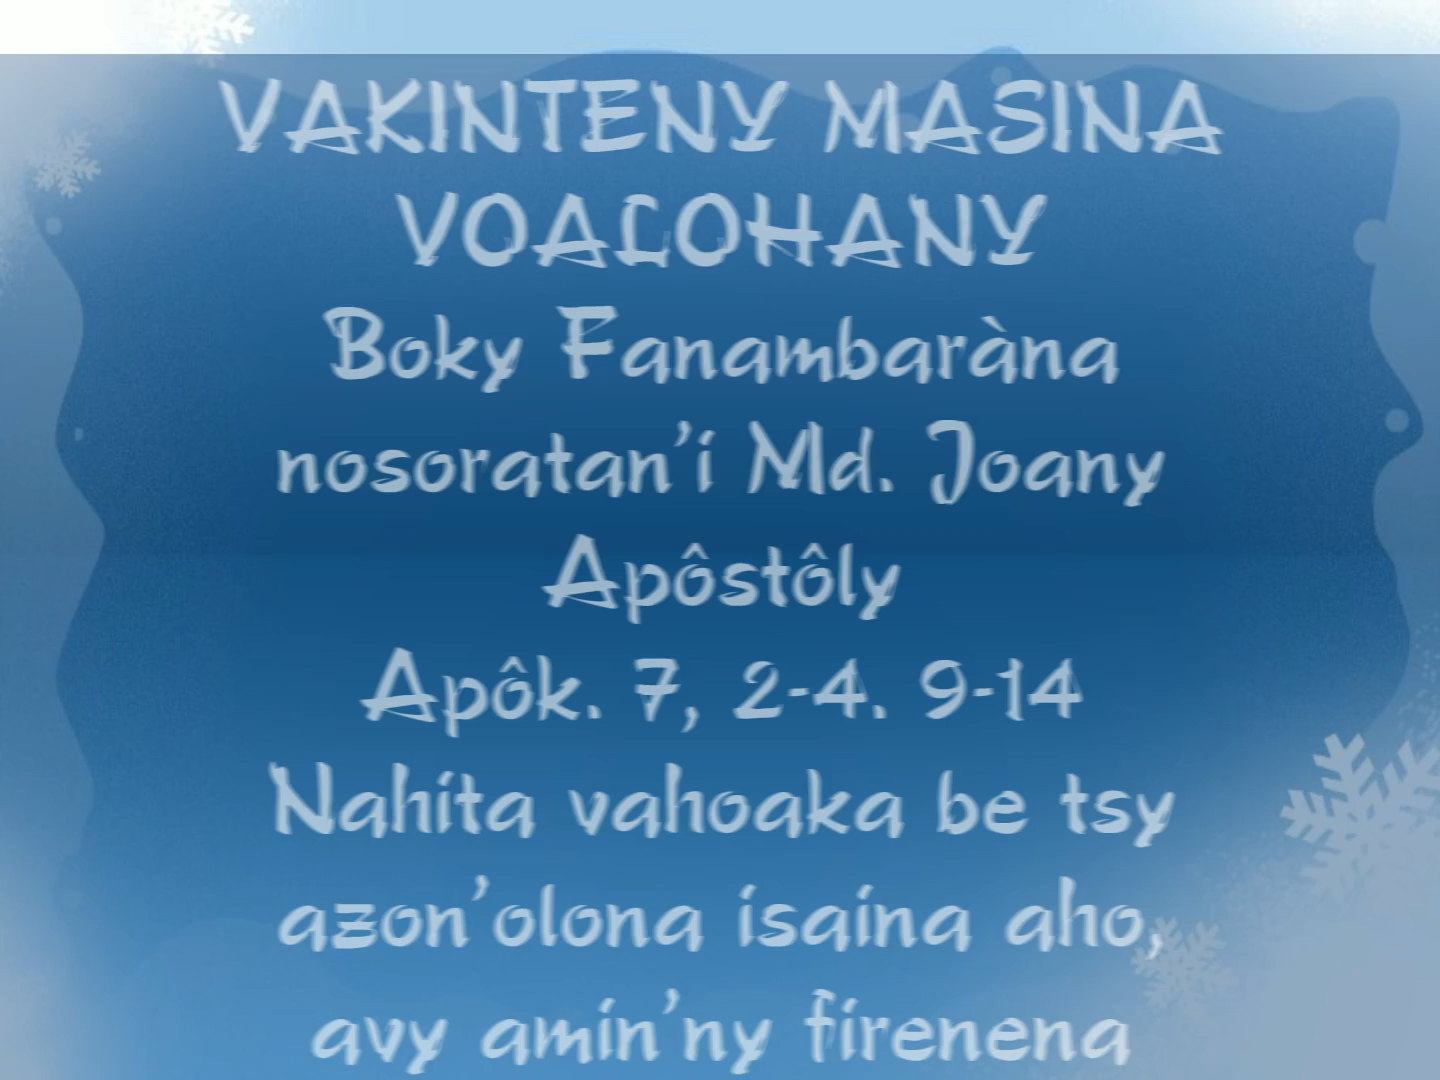 VAKINTENY MASINA
VOALOHANY
Boky Fanambaràna
nosoratan’i Md. Joany
Apôstôly
Apôk. 7, 2-4. 9-14
Nahita vahoaka be tsy
azon’olona isaina aho,
avy amin’ny firenena